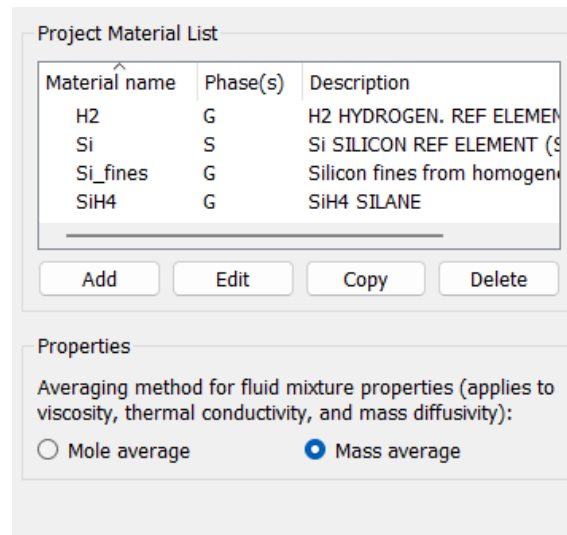 Project Material List
Material name Phase(s) Description
H2 G H2 HYDROGEN. REF ELEMEN
Si S Si SILICON REF ELEMENT (S
Si_fines G Silicon fines from homogen
SiH4 G SiH4 SILANE
Add Edit Copy Delete
Properties
Averaging method for fluid mixture properties (applies to
viscosity, thermal conductivity, and mass diffusivity):
Mole average Mass average